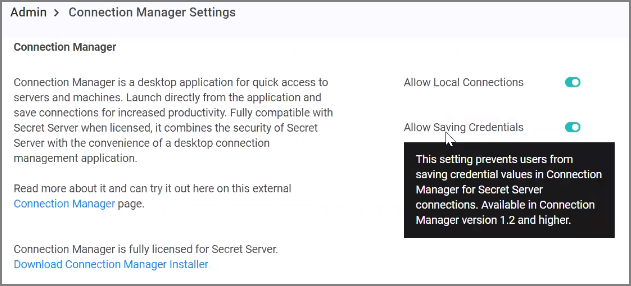 Admin > Connection Manager Settings
Connection Manager
Connection Manager is a desktop application for quick access to
servers and machines. Launch directly from the application and
save connections for increased productivity. Fully compatible with
Secret Server when licensed, it combines the security of Secret
Server with the convenience of a desktop connection
management application.
Read more about it and can try it out here on this external
Connection Manager page.
Connection Manager is fully licensed for Secret Server.
Download Connection Manager Installer
Allow Local Connections
Allow Saving Credentials
This setting prevents users from
saving credential values in Connection
Manager for Secret Server
connections. Available in Connection
Manager version 1.2 and higher.